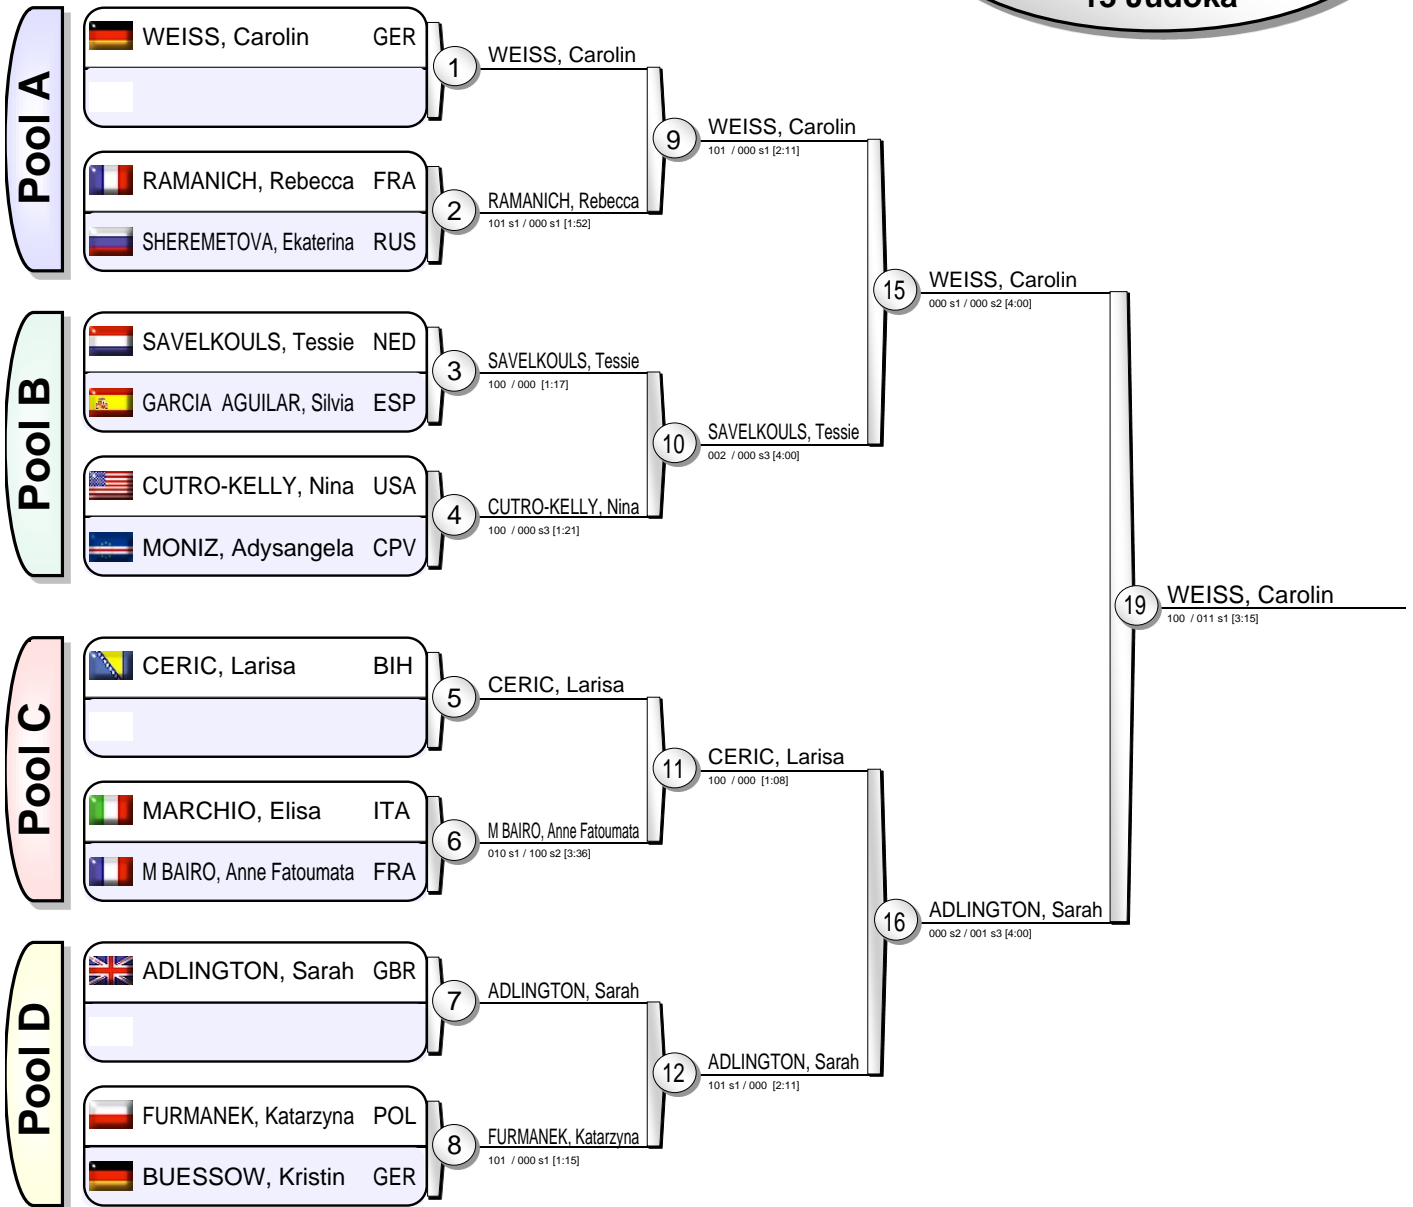 Judoka
Pool A
WEISS, Carolin GER
1
WEISS, Carolin
RAMANICH, Rebecca FRA
SHEREMETOVA, Ekaterina RUS
2
RAMANICH, Rebecca
101 s1 / 000 s1 [1:52]
9
WEISS, Carolin
101 / 000 s1 [2:11]
Pool B
SAVELKOULS, Tessie NED
GARCIA AGUILAR, Silvia ESP
3
SAVELKOULS, Tessie
100 / 000 [1:17]
CUTRO-KELLY, Nina USA
MONIZ, Adysangela CPV
4
CUTRO-KELLY, Nina
100 / 000 s3 [1:21]
10
SAVELKOULS, Tessie
002 / 000 s3 [4:00]
15
WEISS, Carolin
000 s1 / 000 s2 [4:00]
Pool C
CERIC, Larisa BIH
5
CERIC, Larisa
MARCHIO, Elisa ITA
M BAIRO, Anne Fatoumata FRA
6
M BAIRO, Anne Fatoumata
010 s1 / 100 s2 [3:36]
11
CERIC, Larisa
100 / 000 [1:08]
Pool D
ADLINGTON, Sarah GBR
7
ADLINGTON, Sarah
FURMANEK, Katarzyna POL
BUESSOW, Kristin GER
8
FURMANEK, Katarzyna
101 / 000 s1 [1:15]
12
ADLINGTON, Sarah
101 s1 / 000 [2:11]
16
ADLINGTON, Sarah
000 s2 / 001 s3 [4:00]
19
WEISS, Carolin
100 / 011 s1 [3:15]